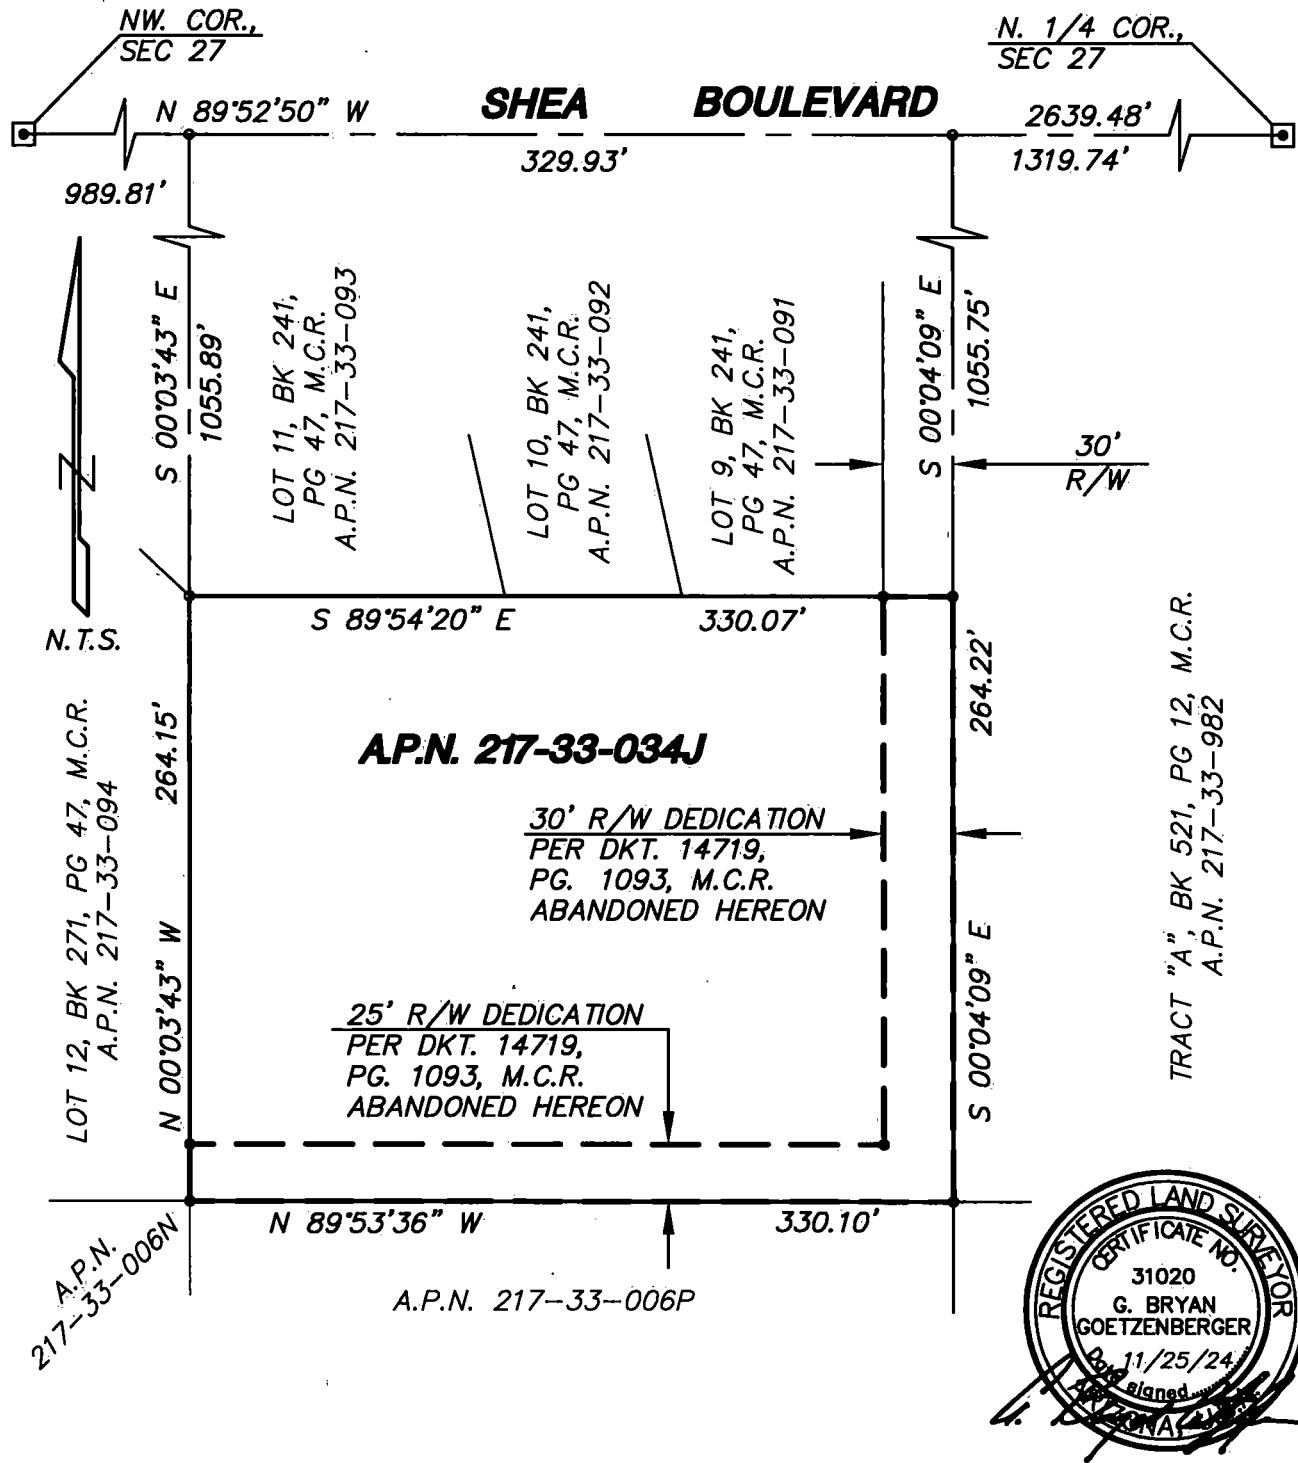 NW. COR.,
SEC 27
N. 1/4 COR.,
SEC 27
N 89°52'50" W
SHEA BOULEVARD
2639.48'
989.81'
329.93'
1319.74'
S 00°03'43" E
1055.89'
LOT 11, BK 241,
PG 47, M.C.R.
A.P.N. 217-33-093
LOT 10, BK 241,
PG 47, M.C.R.
A.P.N. 217-33-092
LOT 9, BK 241,
PG 47, M.C.R.
A.P.N. 217-33-091
S 00°04'09" E
1055.75'
30'
R/W
N
N.T.S.
S 89°54'20" E
330.07'
LOT 12, BK 271, PG 47, M.C.R.
A.P.N. 217-33-094
N 00°03'43" W
264.15'
A.P.N. 217-33-034J
30' R/W DEDICATION
PER DKT. 14719,
PG. 1093, M.C.R.
ABANDONED HEREON
25' R/W DEDICATION
PER DKT. 14719,
PG. 1093, M.C.R.
ABANDONED HEREON
264.22'
S 00°04'09" E
TRACT "A", BK 521, PG 12, M.C.R.
A.P.N. 217-33-982
N 89°53'36" W
330.10'
A.P.N.
217-33-006N
A.P.N. 217-33-006P
REGISTERED LAND SURVEYOR
CERTIFICATE NO.
31020
G. BRYAN
GOETZENBERGER
11/25/24
Date signed
ARIZONA,